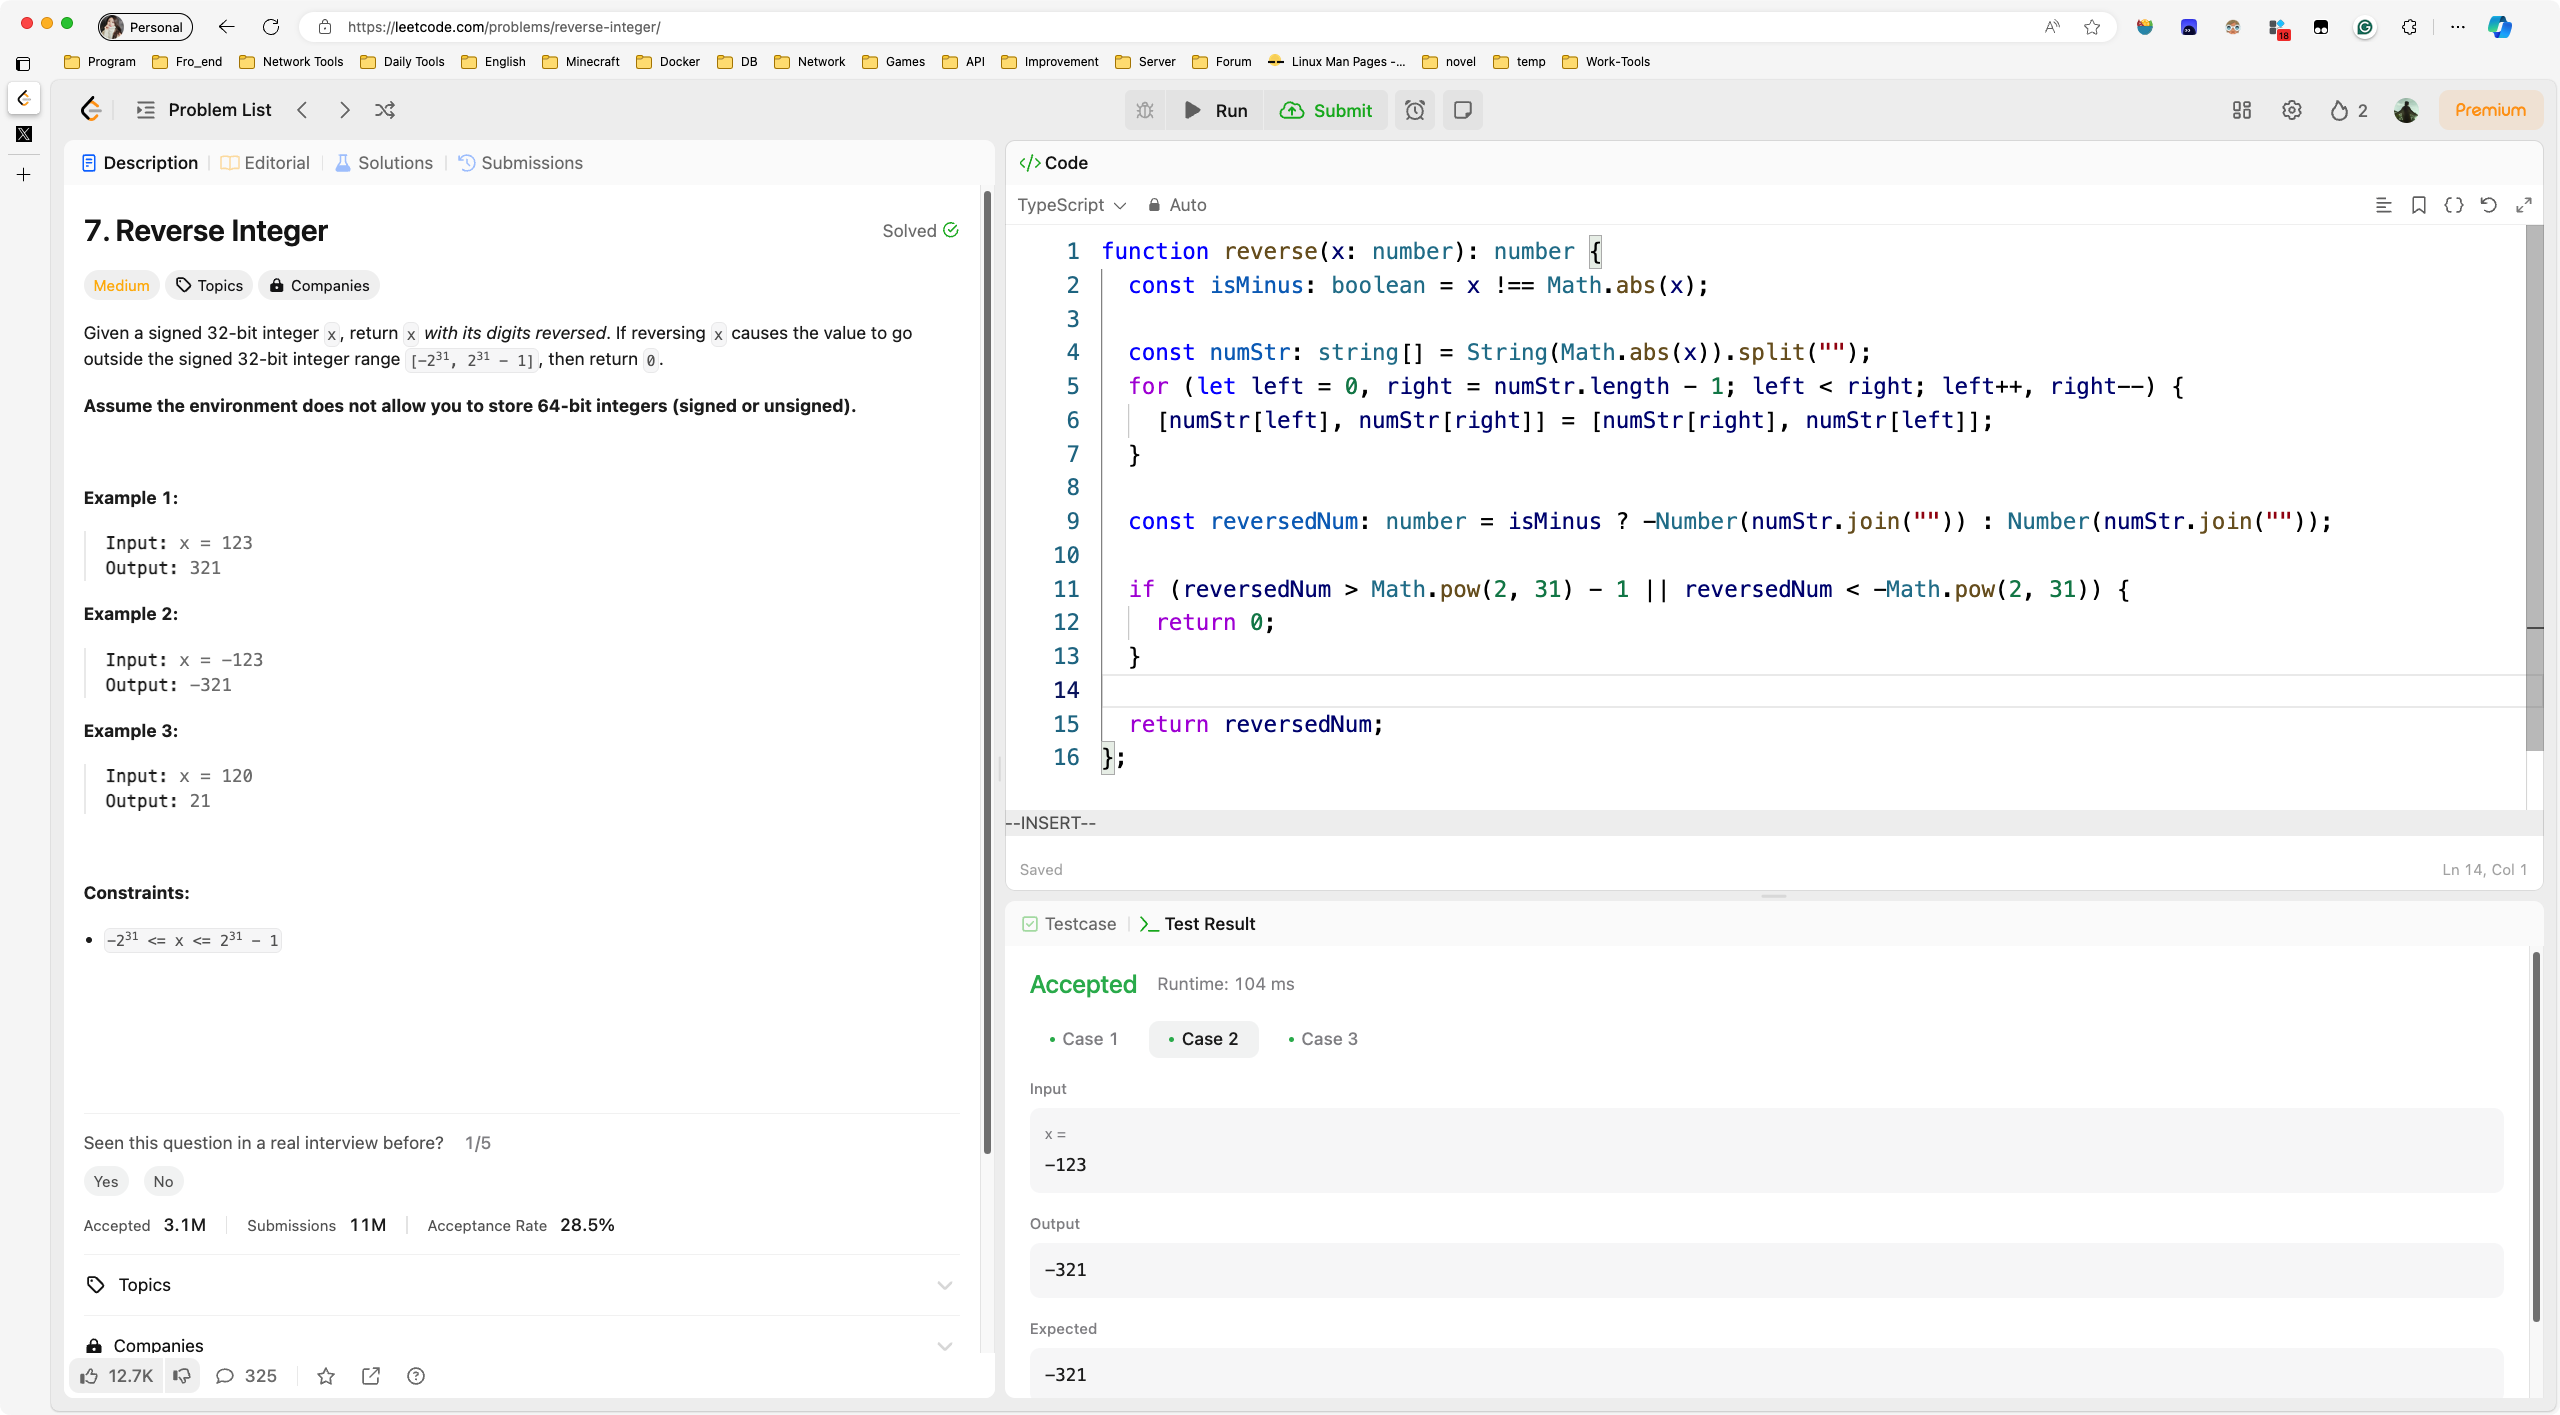 Personal
https://leetcode.com/problems/reverse-integer/
18
Program Fro_end Network Tools Daily Tools English Minecraft Docker DB Network Games API Improvement Server Forum Linux Man Pages -... novel temp Work-Tools
Problem List Run Submit 2 Premium
Description Editorial Solutions Submissions
7. Reverse Integer
Solved
Medium Topics Companies
Given a signed 32-bit integer x, return x with its digits reversed. If reversing x causes the value to go
outside the signed 32-bit integer range [-2³¹, 2³¹ - 1], then return 0.
Assume the environment does not allow you to store 64-bit integers (signed or unsigned).
Example 1:
Input: x = 123
Output: 321
Example 2:
Input: x = -123
Output: -321
Example 3:
Input: x = 120
Output: 21
Constraints:
-2³¹ <= x <= 2³¹ - 1
Seen this question in a real interview before? 1/5
Yes No
Accepted 3.1M Submissions 11M Acceptance Rate 28.5%
Topics
Companies
12.7K 325
</> Code
TypeScript Auto
1 function reverse(x: number): number {
2 const isMinus: boolean = x !== Math.abs(x);
3
4 const numStr: string[] = String(Math.abs(x)).split("");
5 for (let left = 0, right = numStr.length - 1; left < right; left++, right--) {
6 [numStr[left], numStr[right]] = [numStr[right], numStr[left]];
7 }
8
9 const reversedNum: number = isMinus ? -Number(numStr.join("")) : Number(numStr.join(""));
10
11 if (reversedNum > Math.pow(2, 31) - 1 || reversedNum < -Math.pow(2, 31)) {
12 return 0;
13 }
14
15 return reversedNum;
16 };
--INSERT--
Saved Ln 14, Col 1
Testcase >_ Test Result
Accepted Runtime: 104 ms
Case 1 Case 2 Case 3
Input
x =
-123
Output
-321
Expected
-321